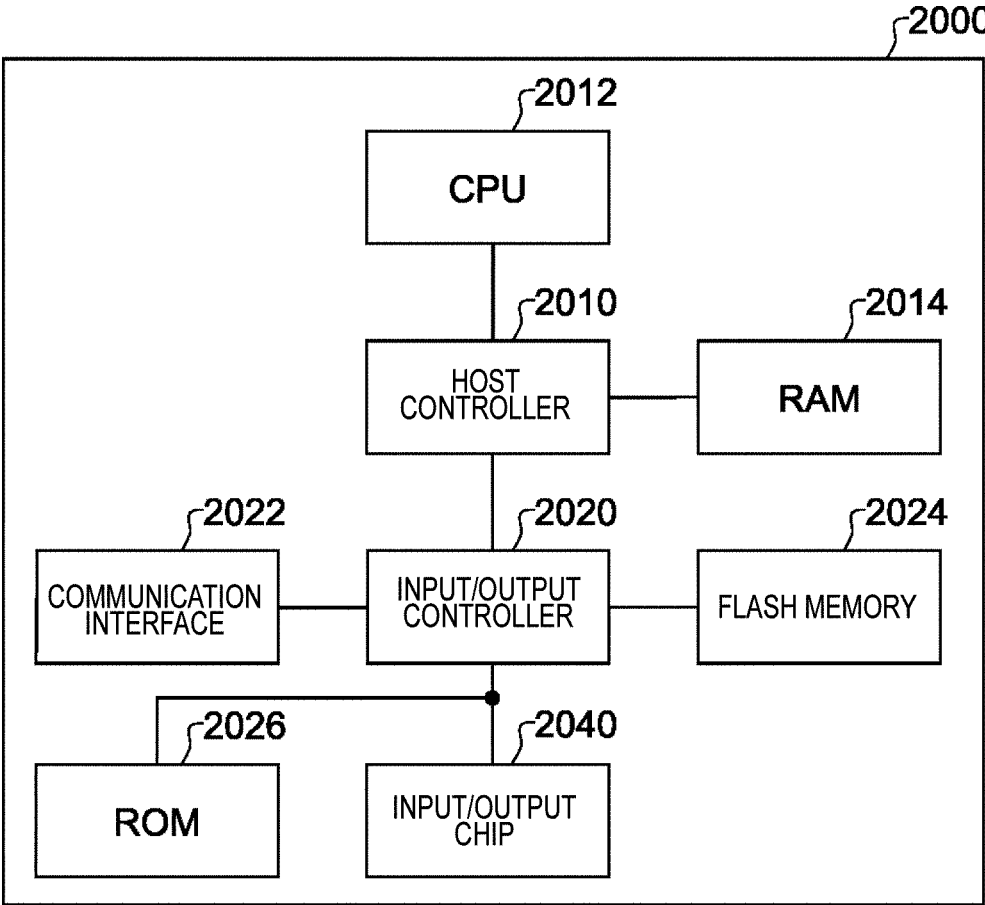 2000
2012
CPU
2010
2014
HOST
CONTROLLER
RAM
2022
2020
2024
COMMUNICATION
INTERFACE
INPUT/OUTPUT
CONTROLLER
FLASH MEMORY
2026
2040
ROM
INPUT/OUTPUT
CHIP